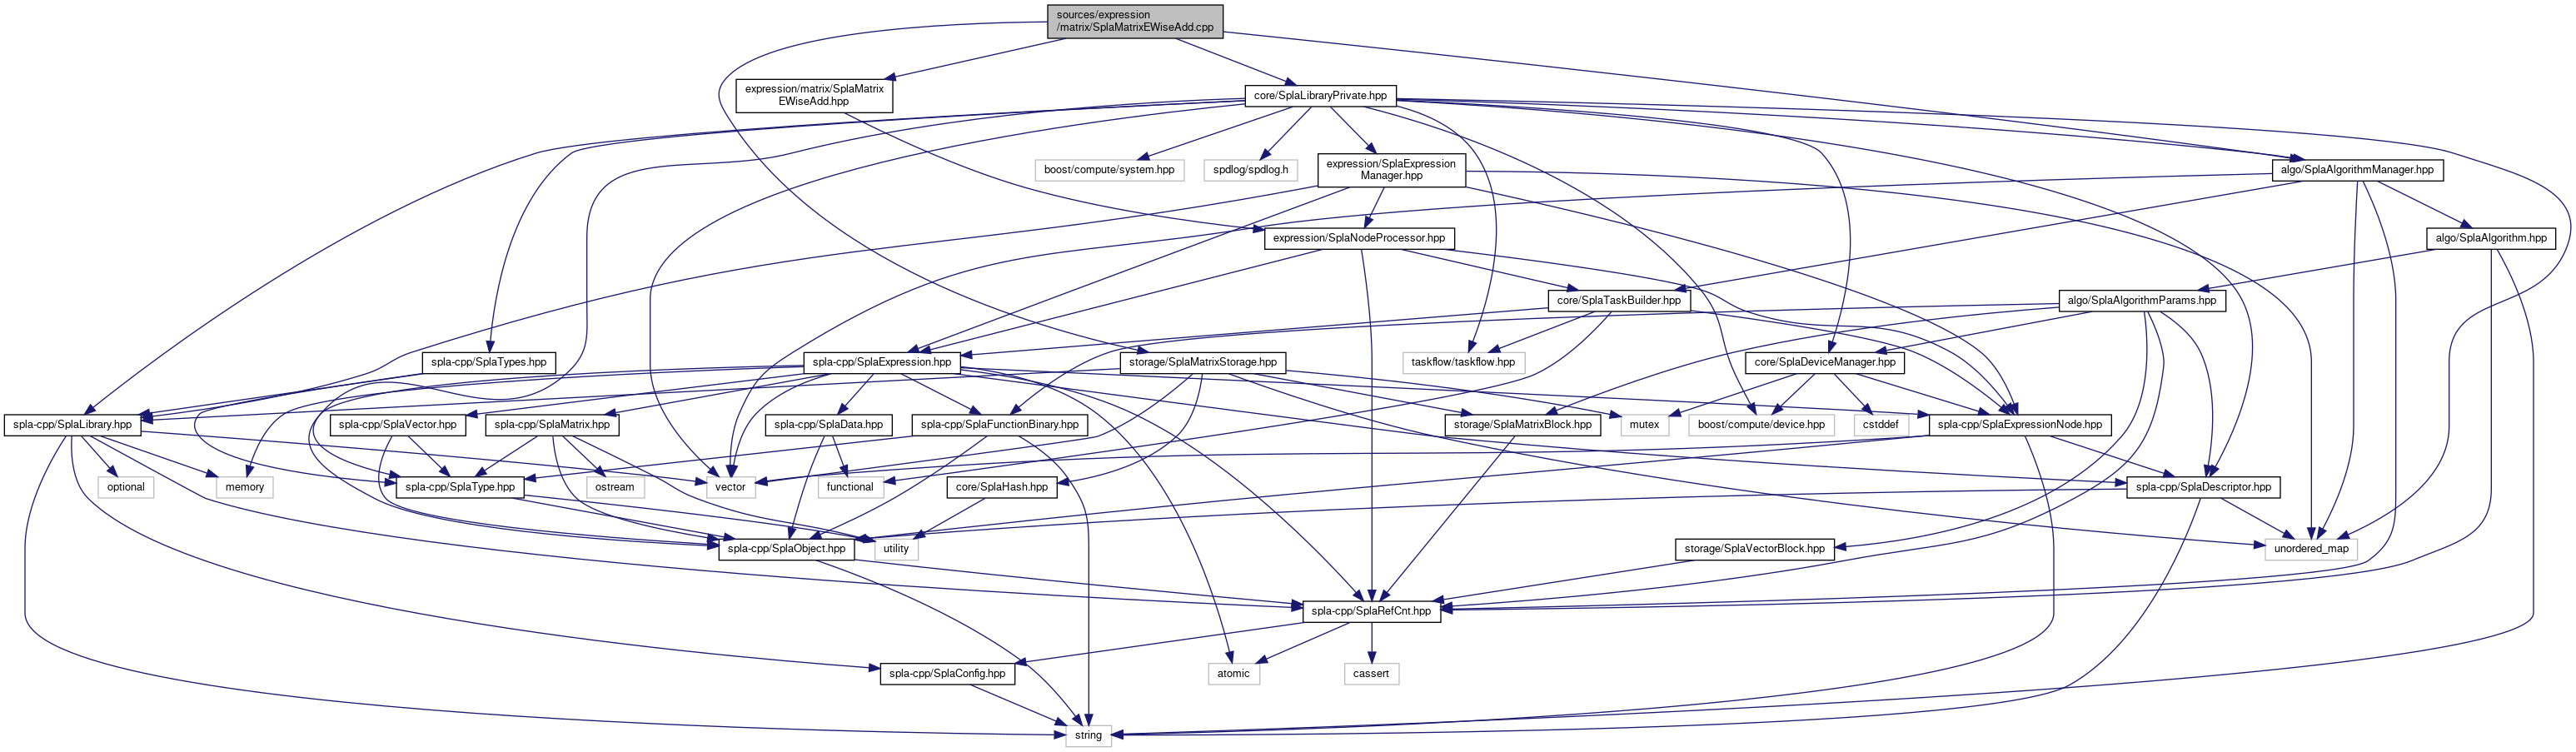 sources/expression
/matrix/SplaMatrixEWiseAdd.cpp
expression/matrix/SplaMatrix
EWiseAdd.hpp
core/SplaLibraryPrivate.hpp
boost/compute/system.hpp
spdlog/spdlog.h
expression/SplaExpression
Manager.hpp
algo/SplaAlgorithmManager.hpp
expression/SplaNodeProcessor.hpp
algo/SplaAlgorithm.hpp
core/SplaTaskBuilder.hpp
algo/SplaAlgorithmParams.hpp
spla-cpp/SplaTypes.hpp
spla-cpp/SplaExpression.hpp
storage/SplaMatrixStorage.hpp
taskflow/taskflow.hpp
core/SplaDeviceManager.hpp
spla-cpp/SplaLibrary.hpp
spla-cpp/SplaVector.hpp
spla-cpp/SplaMatrix.hpp
spla-cpp/SplaData.hpp
spla-cpp/SplaFunctionBinary.hpp
storage/SplaMatrixBlock.hpp
mutex
boost/compute/device.hpp
cstddef
spla-cpp/SplaExpressionNode.hpp
optional
memory
spla-cpp/SplaType.hpp
ostream
vector
functional
core/SplaHash.hpp
spla-cpp/SplaDescriptor.hpp
spla-cpp/SplaObject.hpp
utility
storage/SplaVectorBlock.hpp
unordered_map
spla-cpp/SplaRefCnt.hpp
spla-cpp/SplaConfig.hpp
atomic
cassert
string